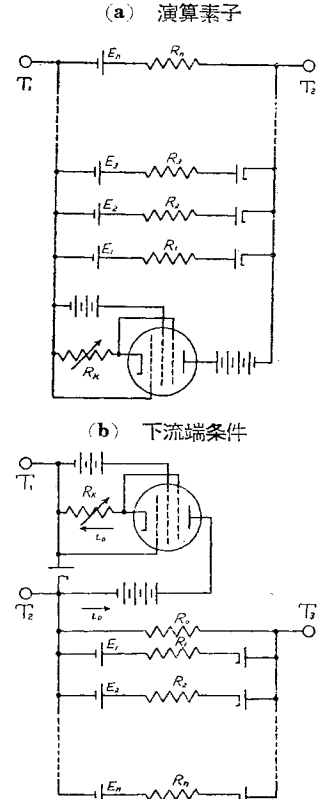 (a) 演算素子
En Rn
T1 T2
E3 R3
E2 R2
E1 R1
RK
(b) 下流端条件
T1
RK
i0
T2
i0
R0
T3
E1 R1
E2 R2
En Rn